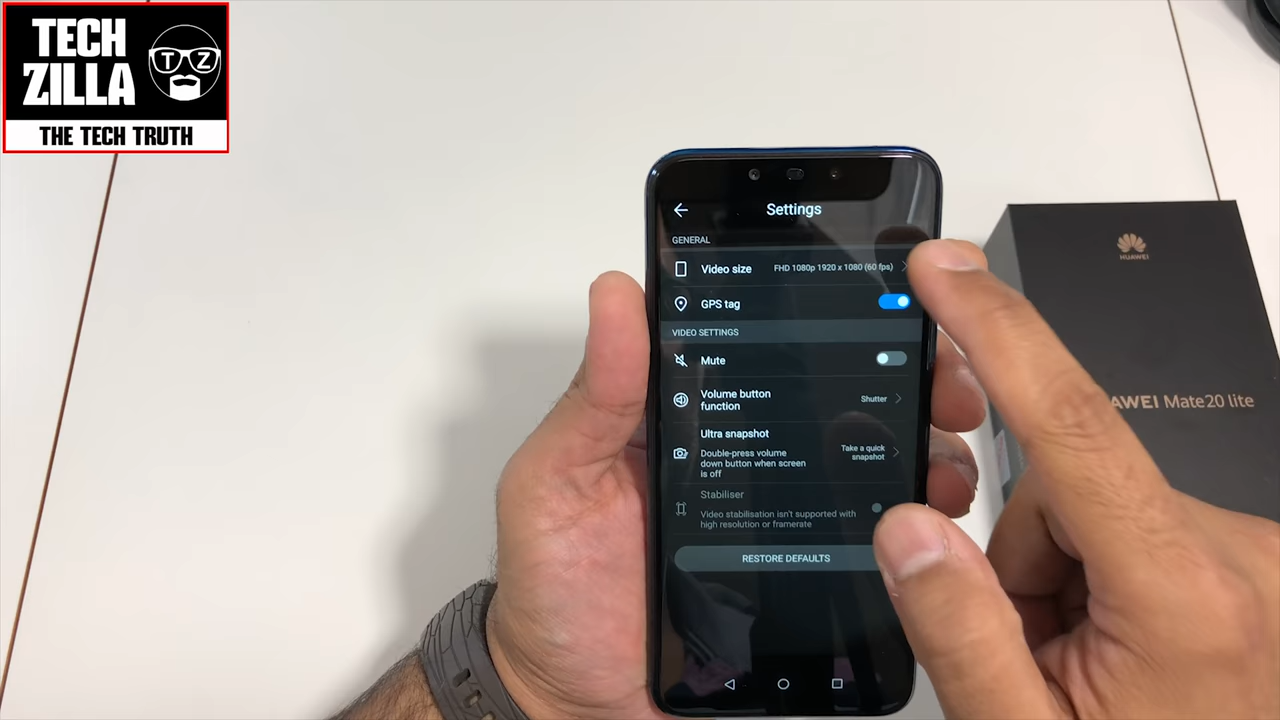 TECH
ZILLA
TZ
THE TECH TRUTH
Settings
GENERAL
Video size FHD 1080p 1920 x 1080 (60 fps)
GPS tag
VIDEO SETTINGS
Mute
Volume button
function
Shutter
Ultra snapshot
Double-press volume
down button when screen
is off
Take a quick
snapshot
Stabiliser
Video stabilisation isn't supported with
high resolution or framerate
RESTORE DEFAULTS
HUAWEI
AWEI Mate20 lite